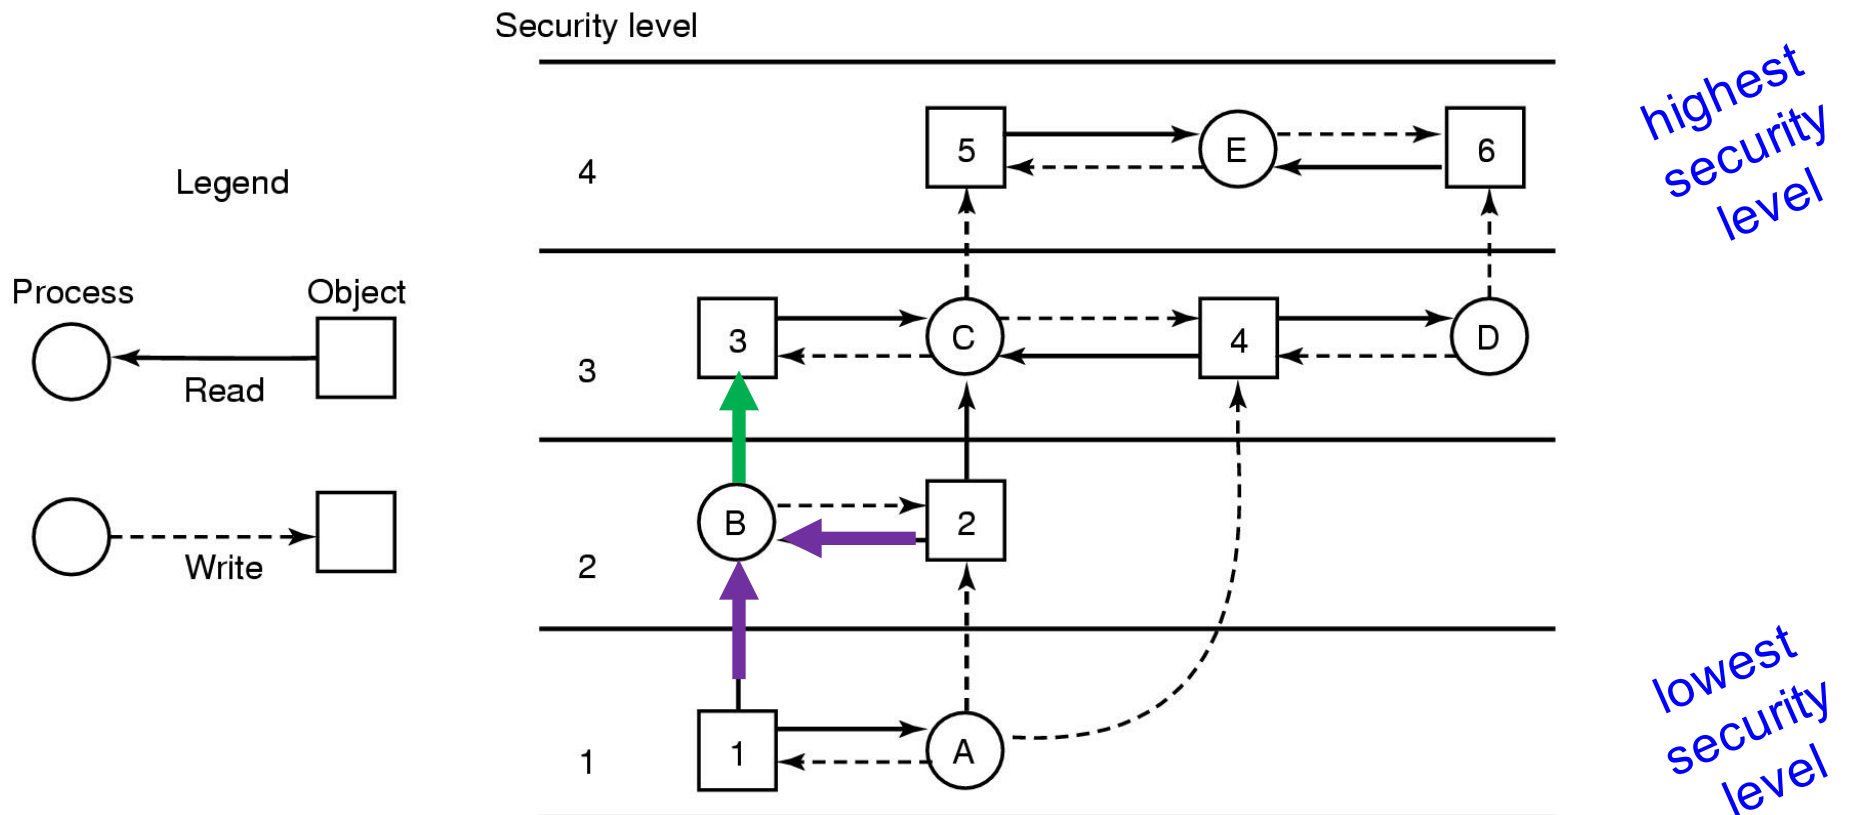 Security level
highest
security
level
Legend
4
5
E
6
Process
Object
Read
Write
3
3
C
4
D
2
B
2
1
1
A
lowest
security
level